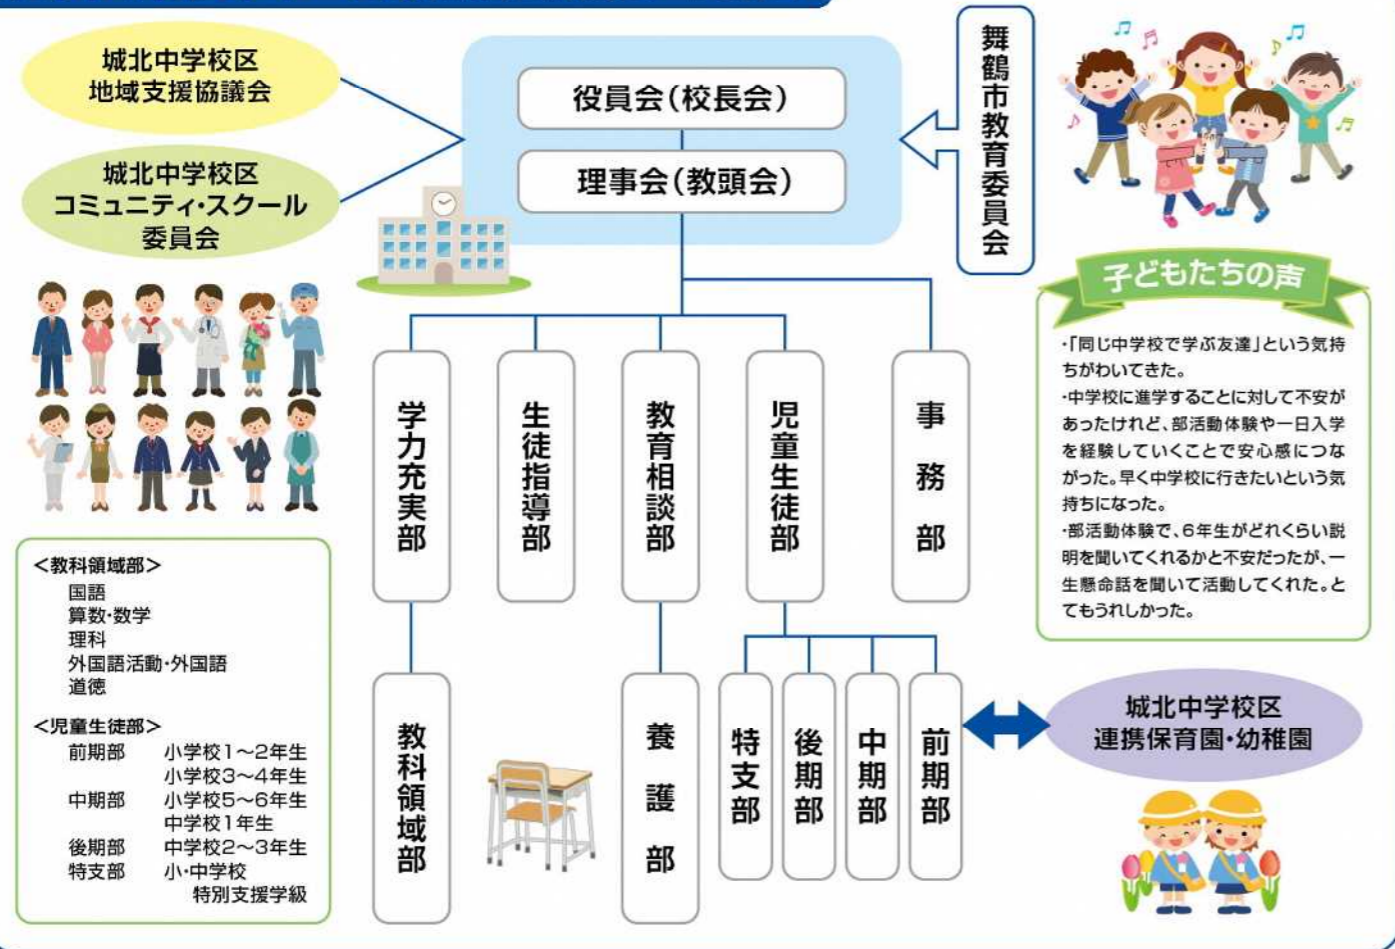 城北中学校区
地域支援協議会
城北中学校区
コミュニティ・スクール
委員会
役員会(校長会)
理事会(教頭会)
舞鶴市教育委員会
学力充実部
生徒指導部
教育相談部
児童生徒部
事務部
教科領域部
養護部
特支部
後期部
中期部
前期部
子どもたちの声
・「同じ中学校で学ぶ友達」という気持
ちがわいてきた。
・中学校に進学することに対して不安が
あったけれど、部活動体験や一日入学
を経験していくことで安心感につな
がった。早く中学校に行きたいという気
持ちになった。
・部活動体験で、6年生がどれくらい説
明を聞いてくれるかと不安だったが、一
生懸命話を聞いて活動してくれた。と
てもうれしかった。
城北中学校区
連携保育園・幼稚園
<教科領域部>
国語
算数・数学
理科
外国語活動・外国語
道徳
<児童生徒部>
前期部 小学校1〜2年生
小学校3〜4年生
中期部 小学校5〜6年生
中学校1年生
後期部 中学校2〜3年生
特支部 小・中学校
特別支援学級